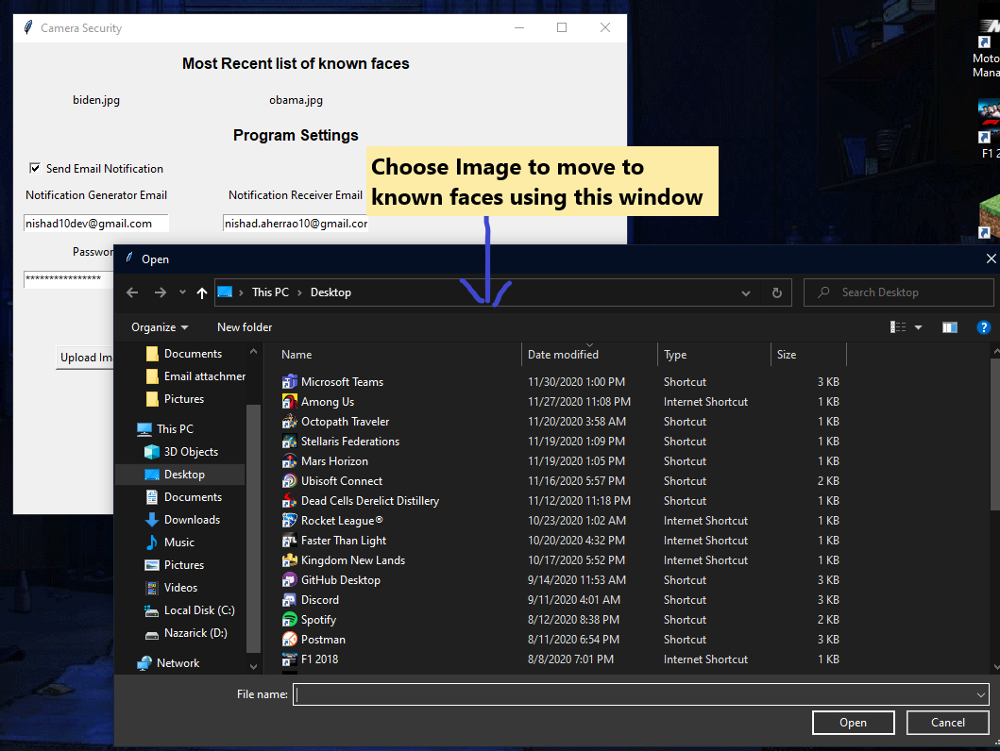 Camera Security
Most Recent list of known faces
biden.jpg obama.jpg
Program Settings
Send Email Notification
Notification Generator Email Notification Receiver Email
nishad10dev@gmail.com nishad.aherrao10@gmail.cor
Passwor
****************
Upload Ima
Choose Image to move to
known faces using this window
Moto
Mana
F1 2
Open
This PC > Desktop
Search Desktop
Organize New folder
Documents
Email attachmer
Pictures
This PC
3D Objects
Desktop
Documents
Downloads
Music
Pictures
Videos
Local Disk (C:)
Nazarick (D:)
Network
Name Date modified Type Size
Microsoft Teams 11/30/2020 1:00 PM Shortcut 3 KB
Among Us 11/27/2020 11:08 PM Internet Shortcut 1 KB
Octopath Traveler 11/20/2020 3:58 AM Shortcut 1 KB
Stellaris Federations 11/19/2020 1:09 PM Shortcut 1 KB
Mars Horizon 11/19/2020 1:05 PM Shortcut 1 KB
Ubisoft Connect 11/16/2020 5:57 PM Shortcut 2 KB
Dead Cells Derelict Distillery 11/12/2020 11:18 PM Shortcut 1 KB
Rocket League® 10/23/2020 1:02 AM Internet Shortcut 1 KB
Faster Than Light 10/20/2020 4:32 PM Internet Shortcut 1 KB
Kingdom New Lands 10/17/2020 5:52 PM Internet Shortcut 1 KB
GitHub Desktop 9/14/2020 11:53 AM Shortcut 3 KB
Discord 9/11/2020 4:01 AM Shortcut 3 KB
Spotify 8/12/2020 8:38 PM Shortcut 2 KB
Postman 8/11/2020 6:54 PM Shortcut 3 KB
F1 2018 8/8/2020 7:01 PM Internet Shortcut 1 KB
File name:
Open Cancel